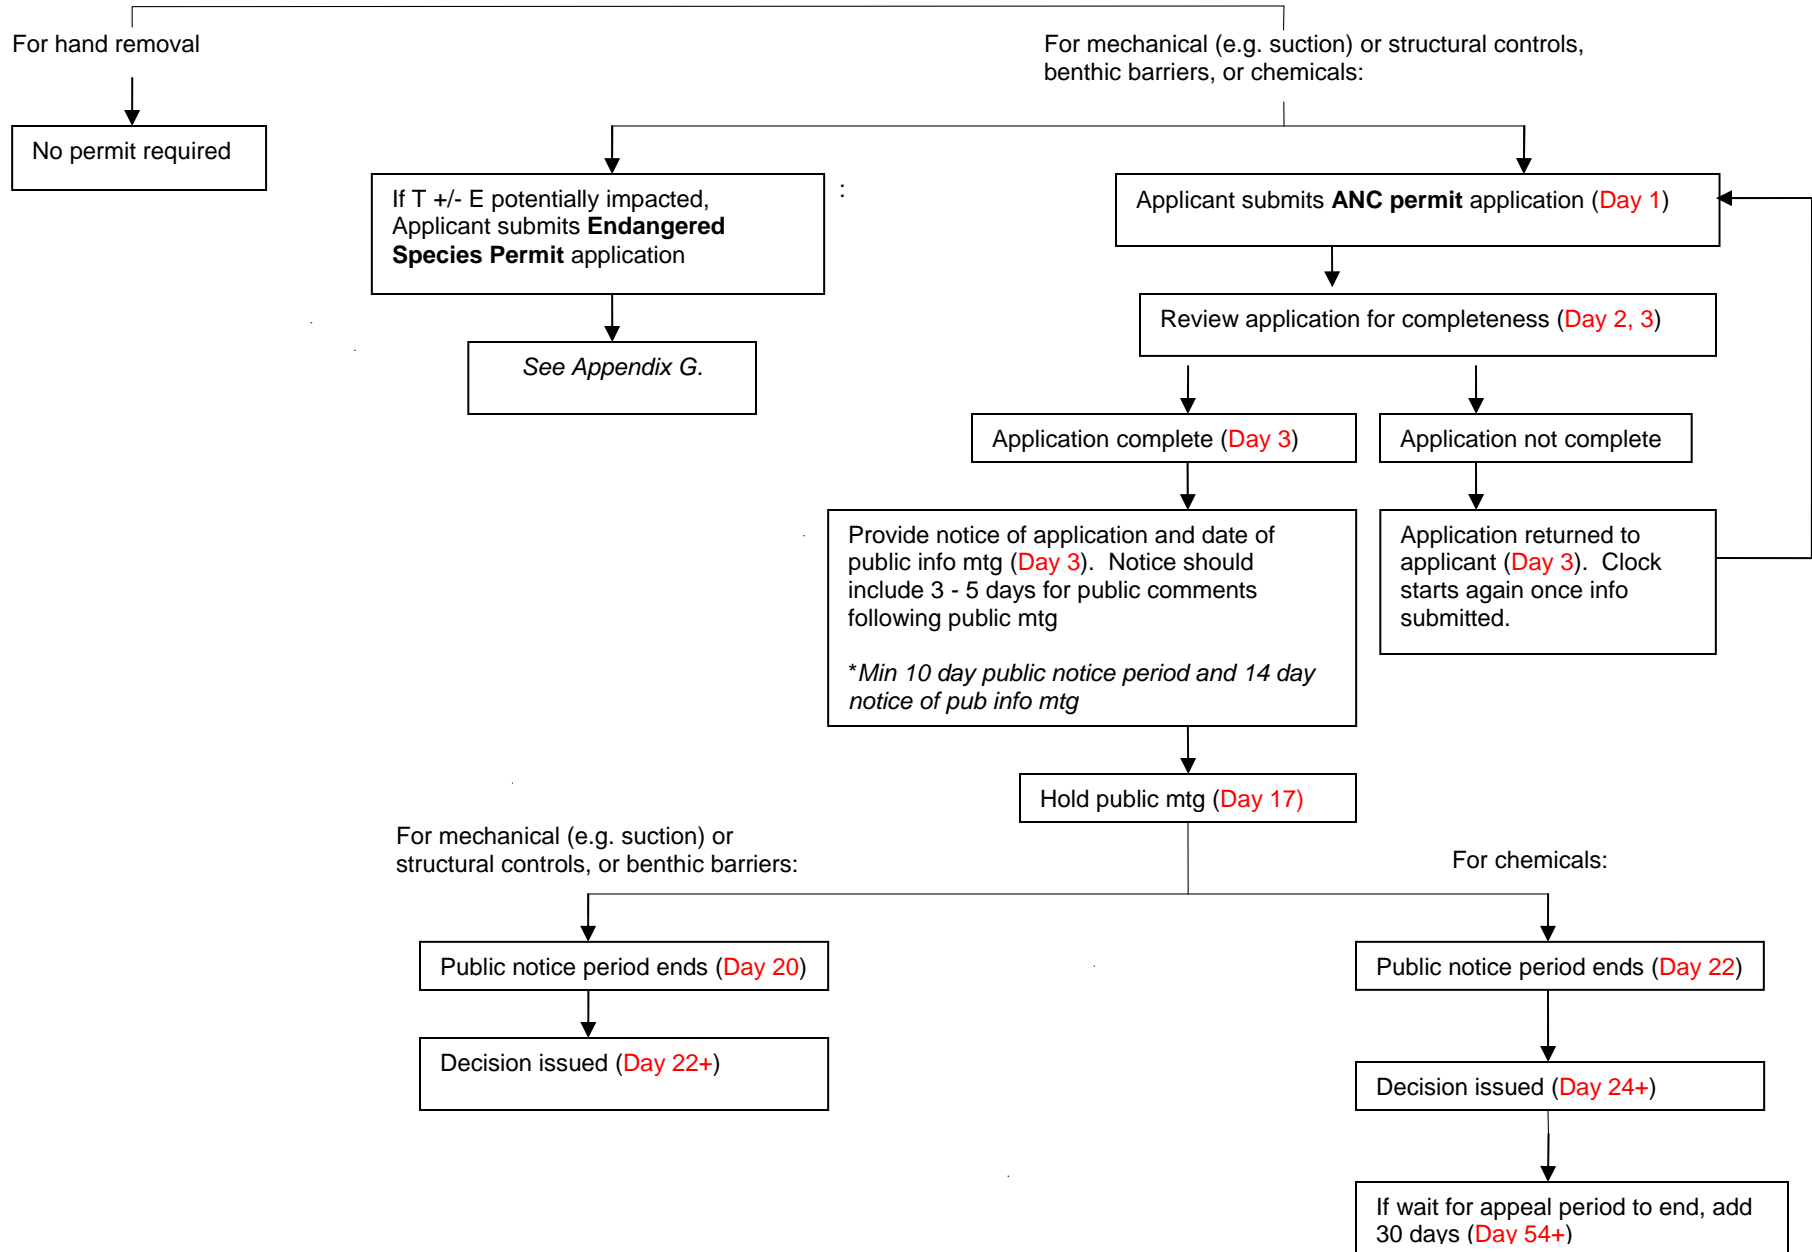 For hand removal
For mechanical (e.g. suction) or structural controls,
benthic barriers, or chemicals:
No permit required
If T +/- E potentially impacted,
Applicant submits Endangered
Species Permit application
:
Applicant submits ANC permit application (Day 1)
Review application for completeness (Day 2, 3)
See Appendix G.
Application complete (Day 3)
Application not complete
Provide notice of application and date of
public info mtg (Day 3).  Notice should
include 3 - 5 days for public comments
following public mtg
*Min 10 day public notice period and 14 day
notice of pub info mtg
Application returned to
applicant (Day 3).  Clock
starts again once info
submitted.
Hold public mtg (Day 17)
For mechanical (e.g. suction) or
structural controls, or benthic barriers:
For chemicals:
Public notice period ends (Day 20)
Public notice period ends (Day 22)
Decision issued (Day 22+)
Decision issued (Day 24+)
If wait for appeal period to end, add
30 days (Day 54+)